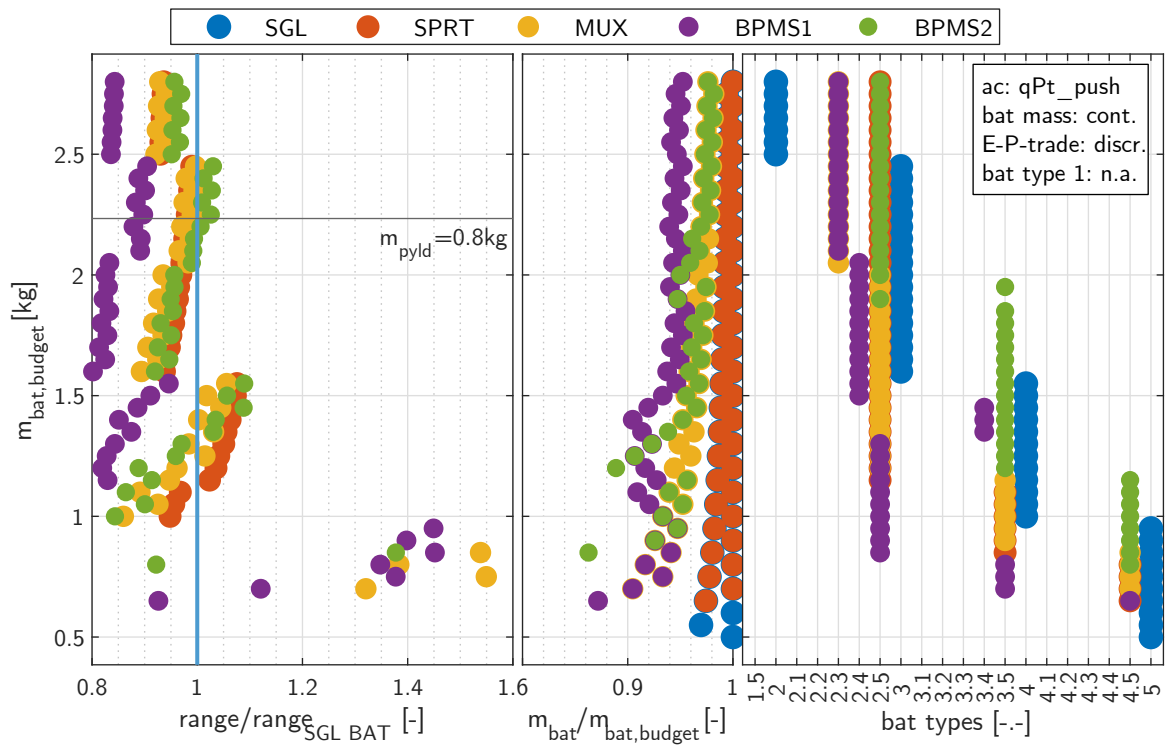 SGL SPRT MUX BPMS1 BPMS2
ac: qPt_push
bat mass: cont.
E-P-trade: discr.
bat type 1: n.a.
m_pyld=0.8kg
m_bat,budget [kg]
2.5
2
1.5
1
0.5
0.8 1 1.2 1.4 1.6
0.9 1
1.5 2 2.1 2.2 2.3 2.4 2.5 3 3.1 3.2 3.3 3.4 3.5 4 4.1 4.2 4.3 4.4 4.5 5
range/range_SGL BAT [-]
m_bat/m_bat,budget [-]
bat types [-.-]